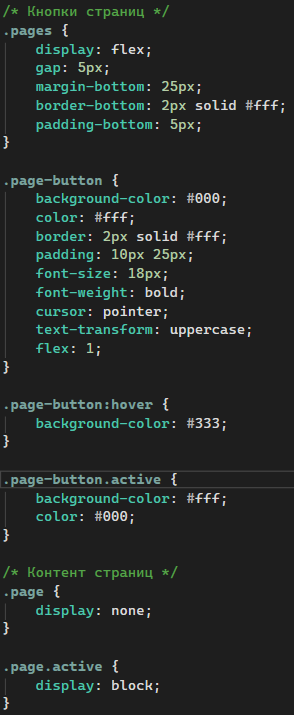 /* Кнопки страниц */
.pages {
    display: flex;
    gap: 5px;
    margin-bottom: 25px;
    border-bottom: 2px solid #fff;
    padding-bottom: 5px;
}

.page-button {
    background-color: #000;
    color: #fff;
    border: 2px solid #fff;
    padding: 10px 25px;
    font-size: 18px;
    font-weight: bold;
    cursor: pointer;
    text-transform: uppercase;
    flex: 1;
}

.page-button:hover {
    background-color: #333;
}

.page-button.active {
    background-color: #fff;
    color: #000;
}

/* Контент страниц */
.page {
    display: none;
}

.page.active {
    display: block;
}